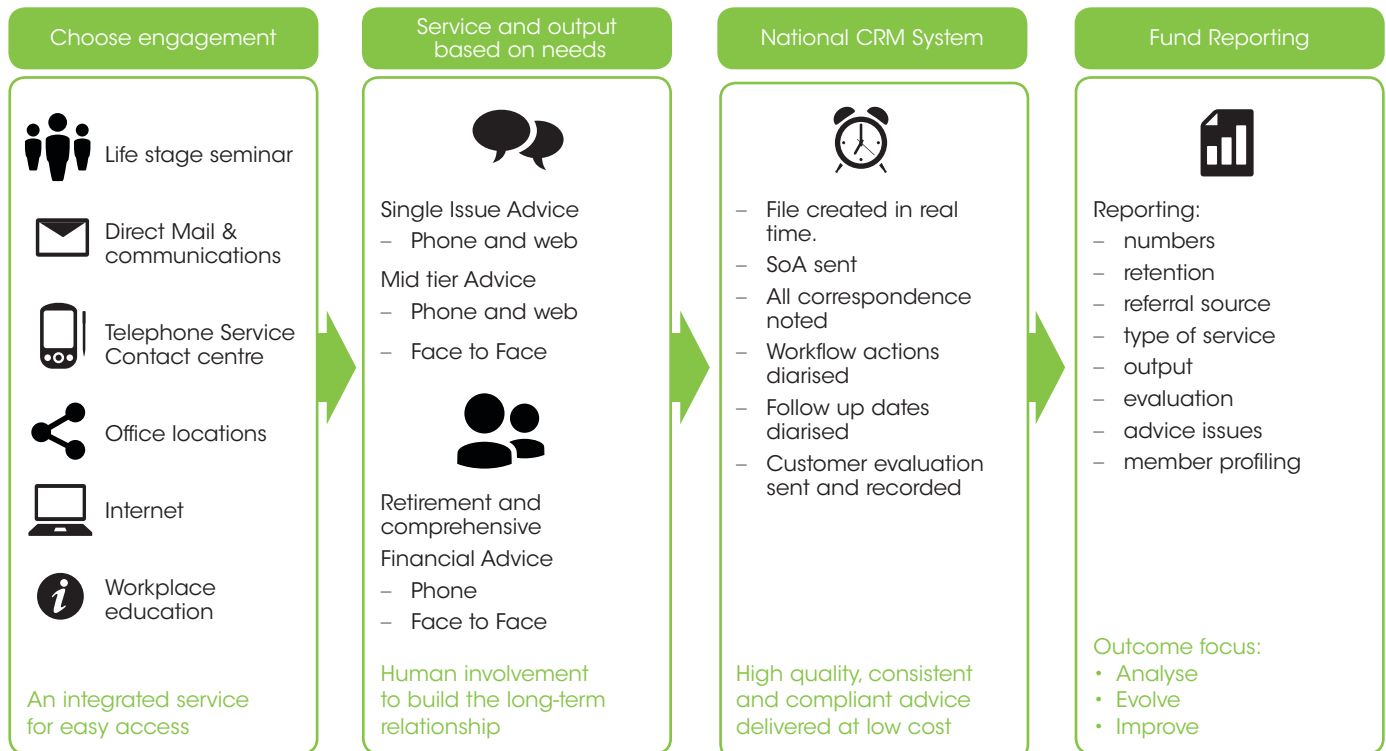 Choose engagement
Life stage seminar
Direct Mail &
communications
Telephone Service
Contact centre
Office locations
Internet
Workplace
education
An integrated service
for easy access
Service and output
based on needs
Single Issue Advice
– Phone and web
Mid tier Advice
– Phone and web
– Face to Face
Retirement and
comprehensive
Financial Advice
– Phone
– Face to Face
Human involvement
to build the long-term
relationship
National CRM System
– File created in real
time.
– SoA sent
– All correspondence
noted
– Workflow actions
diarised
– Follow up dates
diarised
– Customer evaluation
sent and recorded
High quality, consistent
and compliant advice
delivered at low cost
Fund Reporting
Reporting:
– numbers
– retention
– referral source
– type of service
– output
– evaluation
– advice issues
– member profiling
Outcome focus:
• Analyse
• Evolve
• Improve